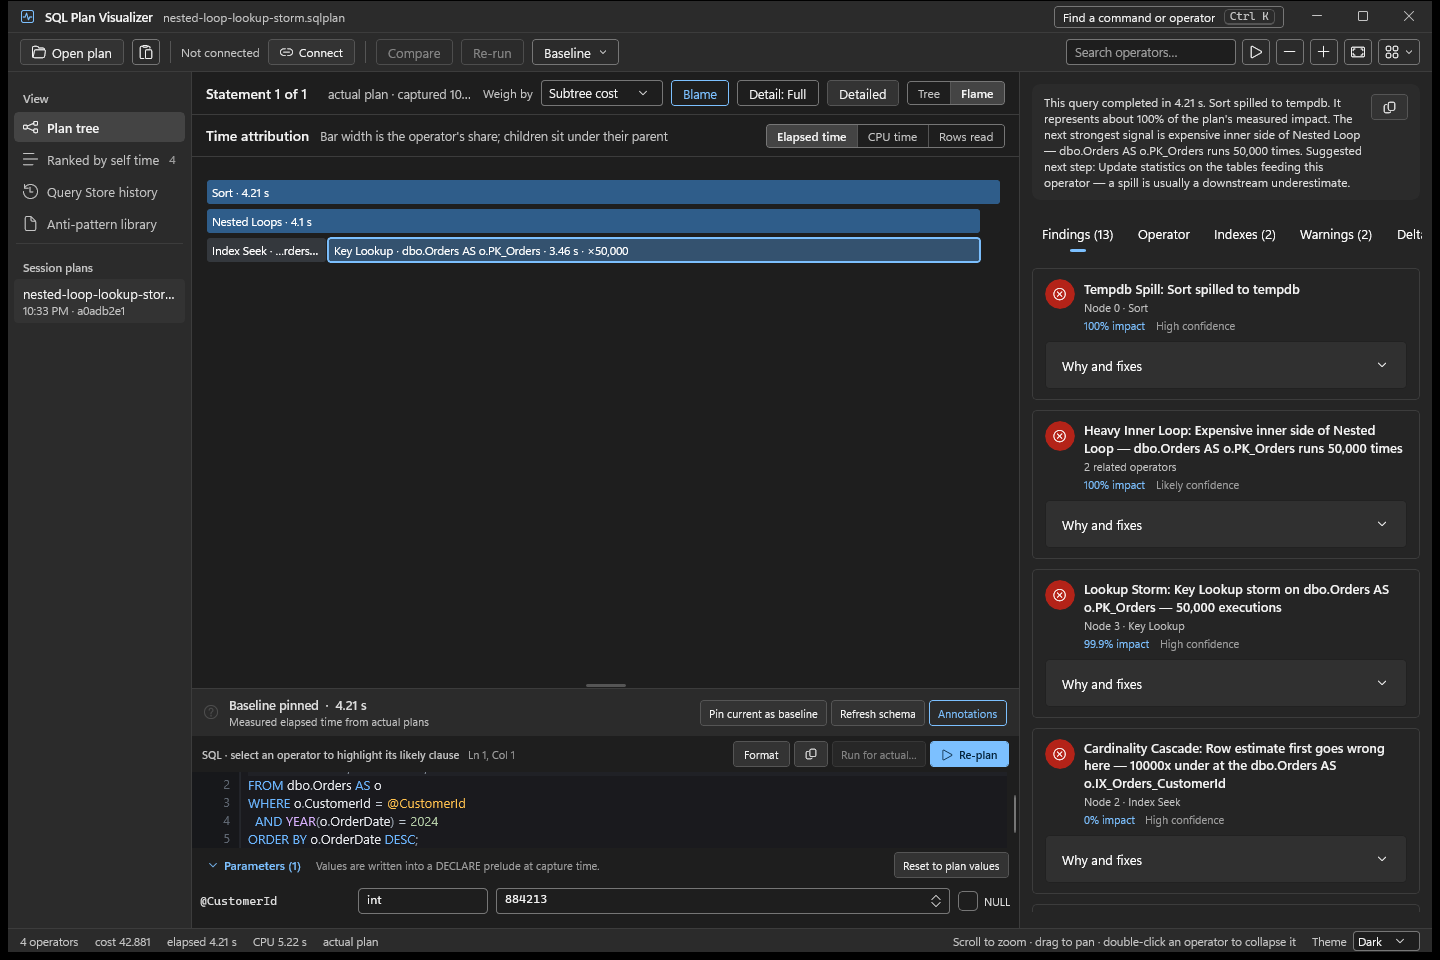 SQL Plan Visualizer nested-loop-lookup-storm.sqlplan
Find a command or operator Ctrl K
Open plan
Not connected
Connect
Compare
Re-run
Baseline
Search operators...
View
Plan tree
Ranked by self time 4
Query Store history
Anti-pattern library
Session plans
nested-loop-lookup-stor...
10:33 PM · a0adb2e1
Statement 1 of 1 actual plan · captured 10...
Weigh by Subtree cost
Blame
Detail: Full
Detailed
Tree
Flame
Time attribution Bar width is the operator's share; children sit under their parent
Elapsed time
CPU time
Rows read
Sort · 4.21 s
Nested Loops · 4.1 s
Index Seek · ...rders...
Key Lookup · dbo.Orders AS o.PK_Orders · 3.46 s · ×50,000
Baseline pinned · 4.21 s
Measured elapsed time from actual plans
Pin current as baseline
Refresh schema
Annotations
SQL · select an operator to highlight its likely clause Ln 1, Col 1
Format
Run for actual...
Re-plan
2 FROM dbo.Orders AS o
3 WHERE o.CustomerId = @CustomerId
4 AND YEAR(o.OrderDate) = 2024
5 ORDER BY o.OrderDate DESC;
Parameters (1) Values are written into a DECLARE prelude at capture time.
Reset to plan values
@CustomerId int 884213 NULL
This query completed in 4.21 s. Sort spilled to tempdb. It
represents about 100% of the plan's measured impact. The
next strongest signal is expensive inner side of Nested Loop
— dbo.Orders AS o.PK_Orders runs 50,000 times. Suggested
next step: Update statistics on the tables feeding this
operator — a spill is usually a downstream underestimate.
Findings (13) Operator Indexes (2) Warnings (2) Delt
Tempdb Spill: Sort spilled to tempdb
Node 0 · Sort
100% impact High confidence
Why and fixes
Heavy Inner Loop: Expensive inner side of Nested
Loop — dbo.Orders AS o.PK_Orders runs 50,000 times
2 related operators
100% impact Likely confidence
Why and fixes
Lookup Storm: Key Lookup storm on dbo.Orders AS
o.PK_Orders — 50,000 executions
Node 3 · Key Lookup
99.9% impact High confidence
Why and fixes
Cardinality Cascade: Row estimate first goes wrong
here — 10000x under at the dbo.Orders AS
o.IX_Orders_CustomerId
Node 2 · Index Seek
0% impact High confidence
Why and fixes
4 operators cost 42.881 elapsed 4.21 s CPU 5.22 s actual plan
Scroll to zoom · drag to pan · double-click an operator to collapse it Theme Dark